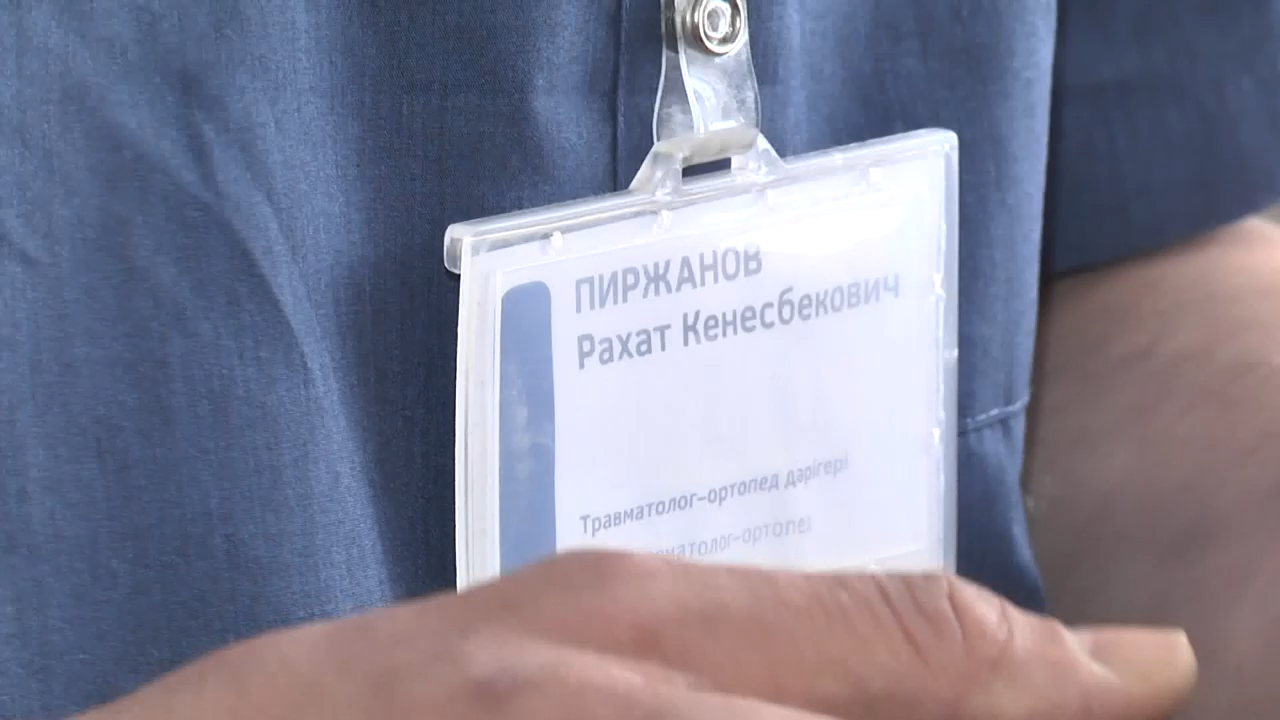 ПИРЖАНОВ
Рахат Кенесбекович
Травматолог-ортопед дәрігері